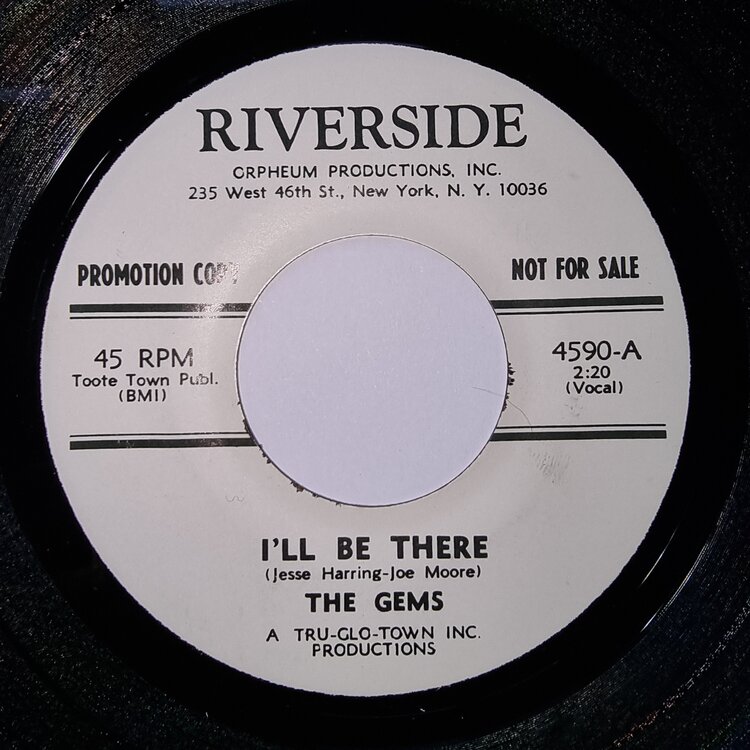 RIVERSIDE
ORPHEUM PRODUCTIONS, INC.
235 West 46th St., New York, N. Y. 10036
PROMOTION COPY
NOT FOR SALE
45 RPM
Toote Town Publ.
(BMI)
4590-A
2:20
(Vocal)
I'LL BE THERE
(Jesse Harring-Joe Moore)
THE GEMS
A TRU-GLO-TOWN INC.
PRODUCTIONS